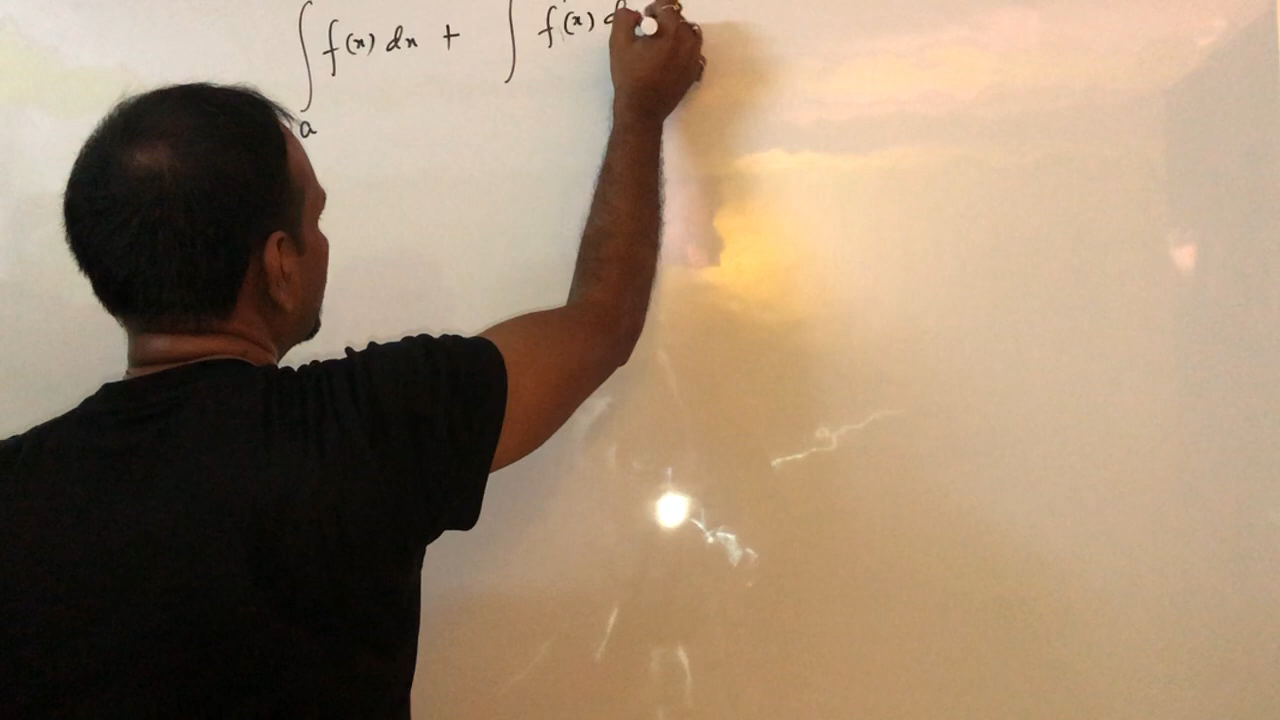 ∫ f(x) dx + ∫ f(x) d
a